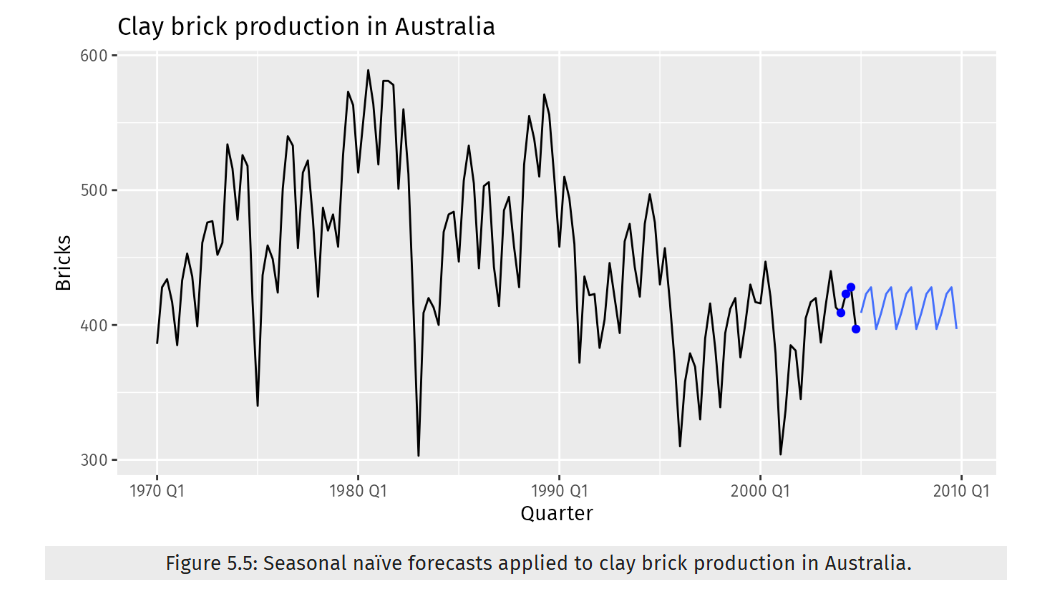 Clay brick production in Australia
600
500
400
300
Bricks
1970 Q1 1980 Q1 1990 Q1 2000 Q1 2010 Q1
Quarter
Figure 5.5: Seasonal naïve forecasts applied to clay brick production in Australia.